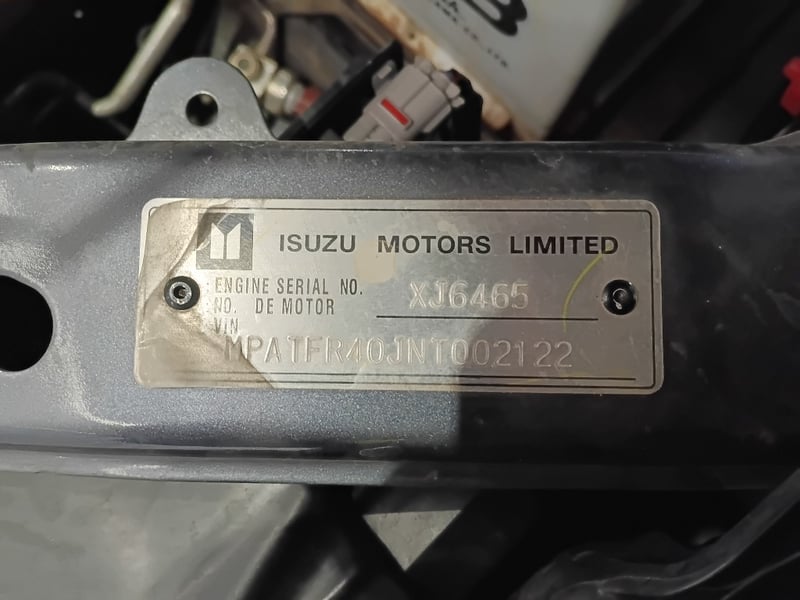 ISUZU MOTORS LIMITED
ENGINE SERIAL NO.
NO. DE MOTOR
XJ6465
VIN
MPATFR40JNT002122